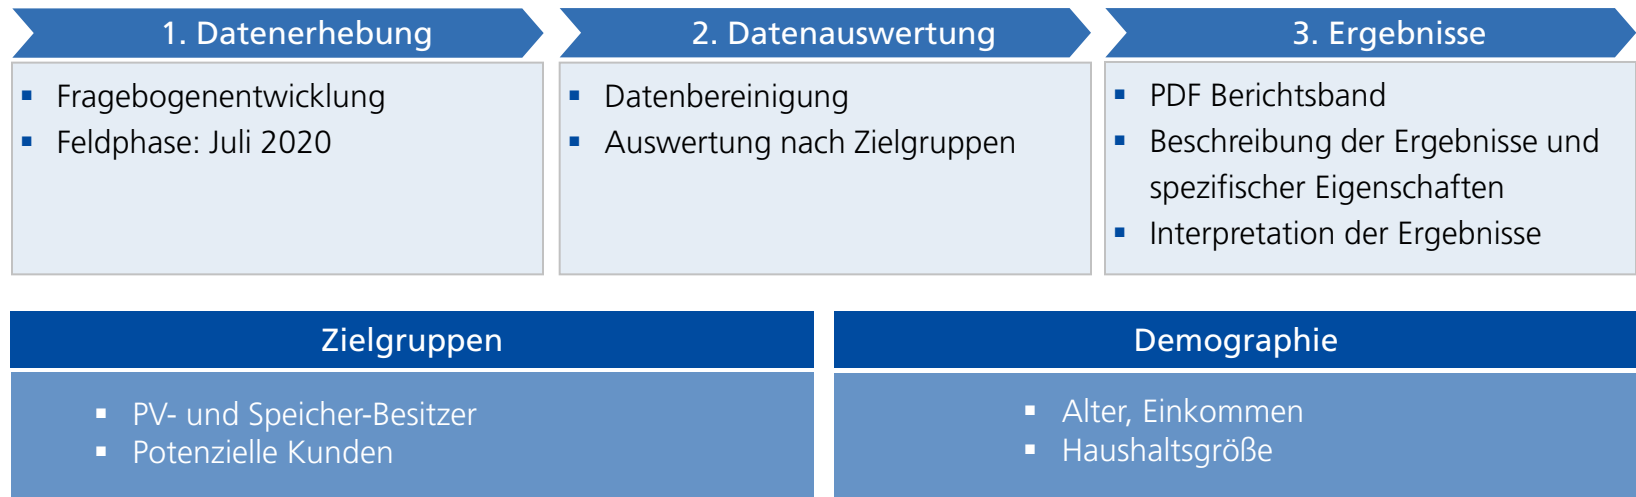 1. Datenerhebung
Fragebogenentwicklung
Feldphase: Juli 2020
2. Datenauswertung
Datenbereinigung
Auswertung nach Zielgruppen
3. Ergebnisse
PDF Berichtsband
Beschreibung der Ergebnisse und
spezifischer Eigenschaften
Interpretation der Ergebnisse
Zielgruppen
PV- und Speicher-Besitzer
Potenzielle Kunden
Demographie
Alter, Einkommen
Haushaltsgröße